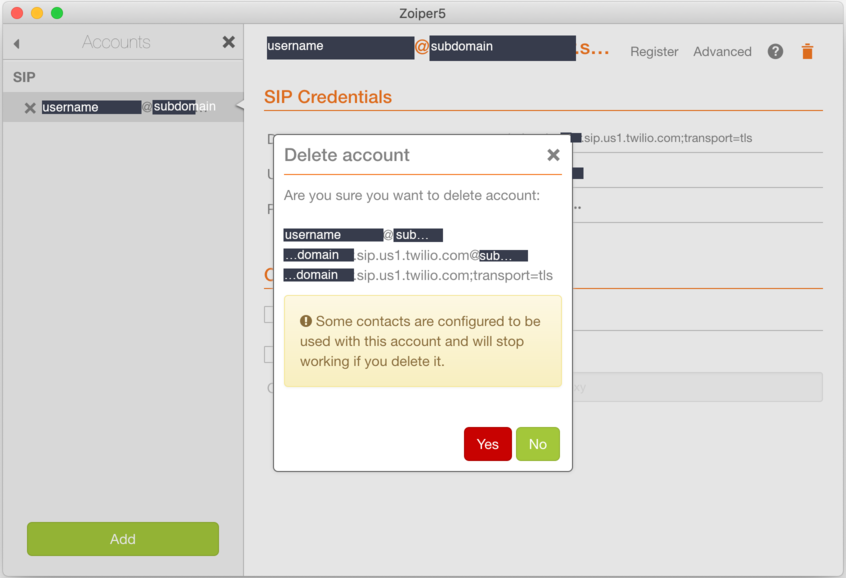 Zoiper5
Accounts
SIP
username @ subdomain
Add
username @ subdomain .s...
Register Advanced
SIP Credentials
.sip.us1.twilio.com;transport=tls
Delete account
Are you sure you want to delete account:
username @ sub...
...domain .sip.us1.twilio.com@ sub...
...domain .sip.us1.twilio.com;transport=tls
Some contacts are configured to be
used with this account and will stop
working if you delete it.
Yes No